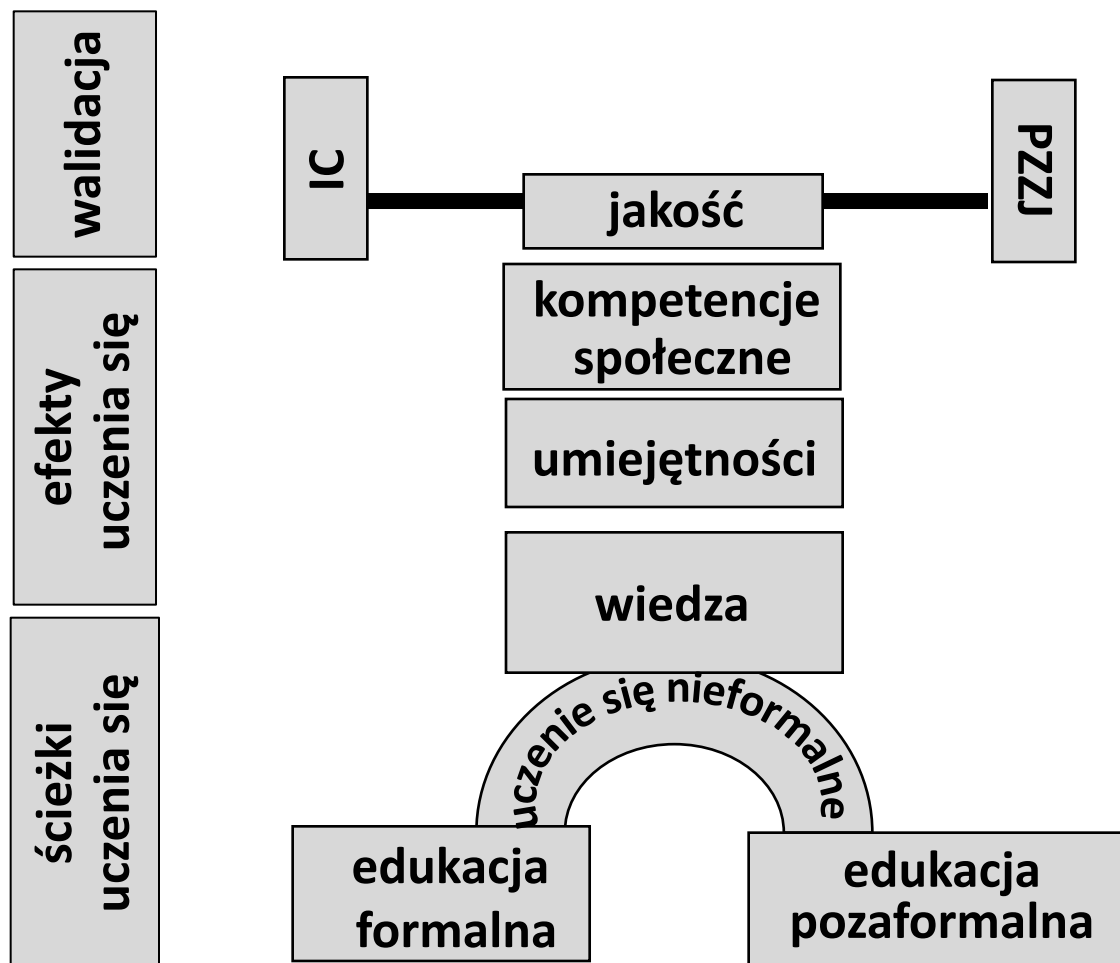 walidacja
IC
PZZJ
jakość
kompetencje
społeczne
efekty
uczenia się
umiejętności
wiedza
ścieżki
uczenia się
uczenie się nieformalne
edukacja
formalna
edukacja
pozaformalna